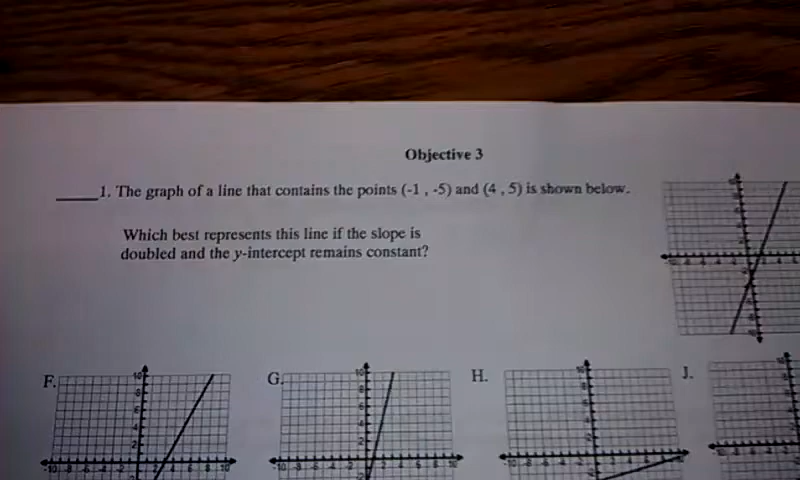 Objective 3
____1. The graph of a line that contains the points (-1 , -5) and (4 , 5) is shown below.
Which best represents this line if the slope is
doubled and the y-intercept remains constant?
F.
G.
H.
J.